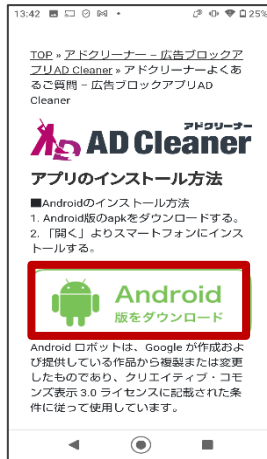 13:42
25%
TOP » アドクリーナー – 広告ブロックア
プリAD Cleaner » アドクリーナーよくあ
るご質問 – 広告ブロックアプリAD
Cleaner
アドクリーナー
AD Cleaner
アプリのインストール方法
■Androidのインストール方法
1. Android版のapkをダウンロードする。
2. 「開く」よりスマートフォンにインス
トールする。
Android
版をダウンロード
Android ロボットは、Google が作成およ
び提供している作品から複製または変更
したものであり、クリエイティブ・コモ
ンズ表示 3.0 ライセンスに記載された条
件に従って使用しています。